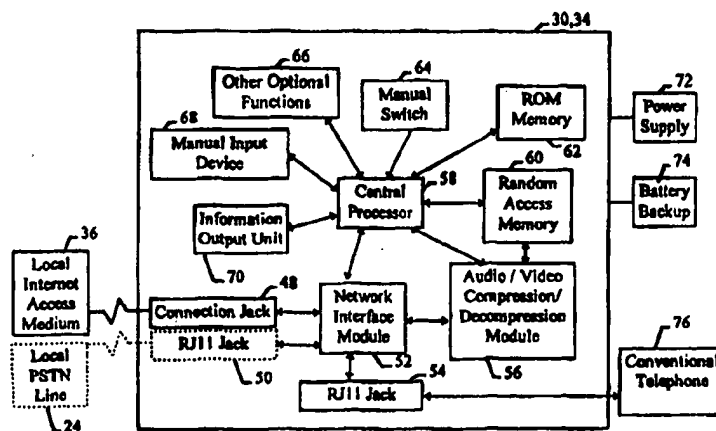 30,34
66
Other Optional
Functions
64
Manual
Switch
ROM
Memory
62
72
Power
Supply
68
Manual Input
Device
60
Random
Access
Memory
74
Battery
Backup
Central
Processor
58
Information
Output Unit
70
36
Local
Internet
Access
Medium
48
Connection Jack
RJ11 Jack
50
Network
Interface
Module
52
Audio / Video
Compression/
Decompression
Module
56
76
Conventional
Telephone
Local
PSTN
Line
24
54
RJ11 Jack